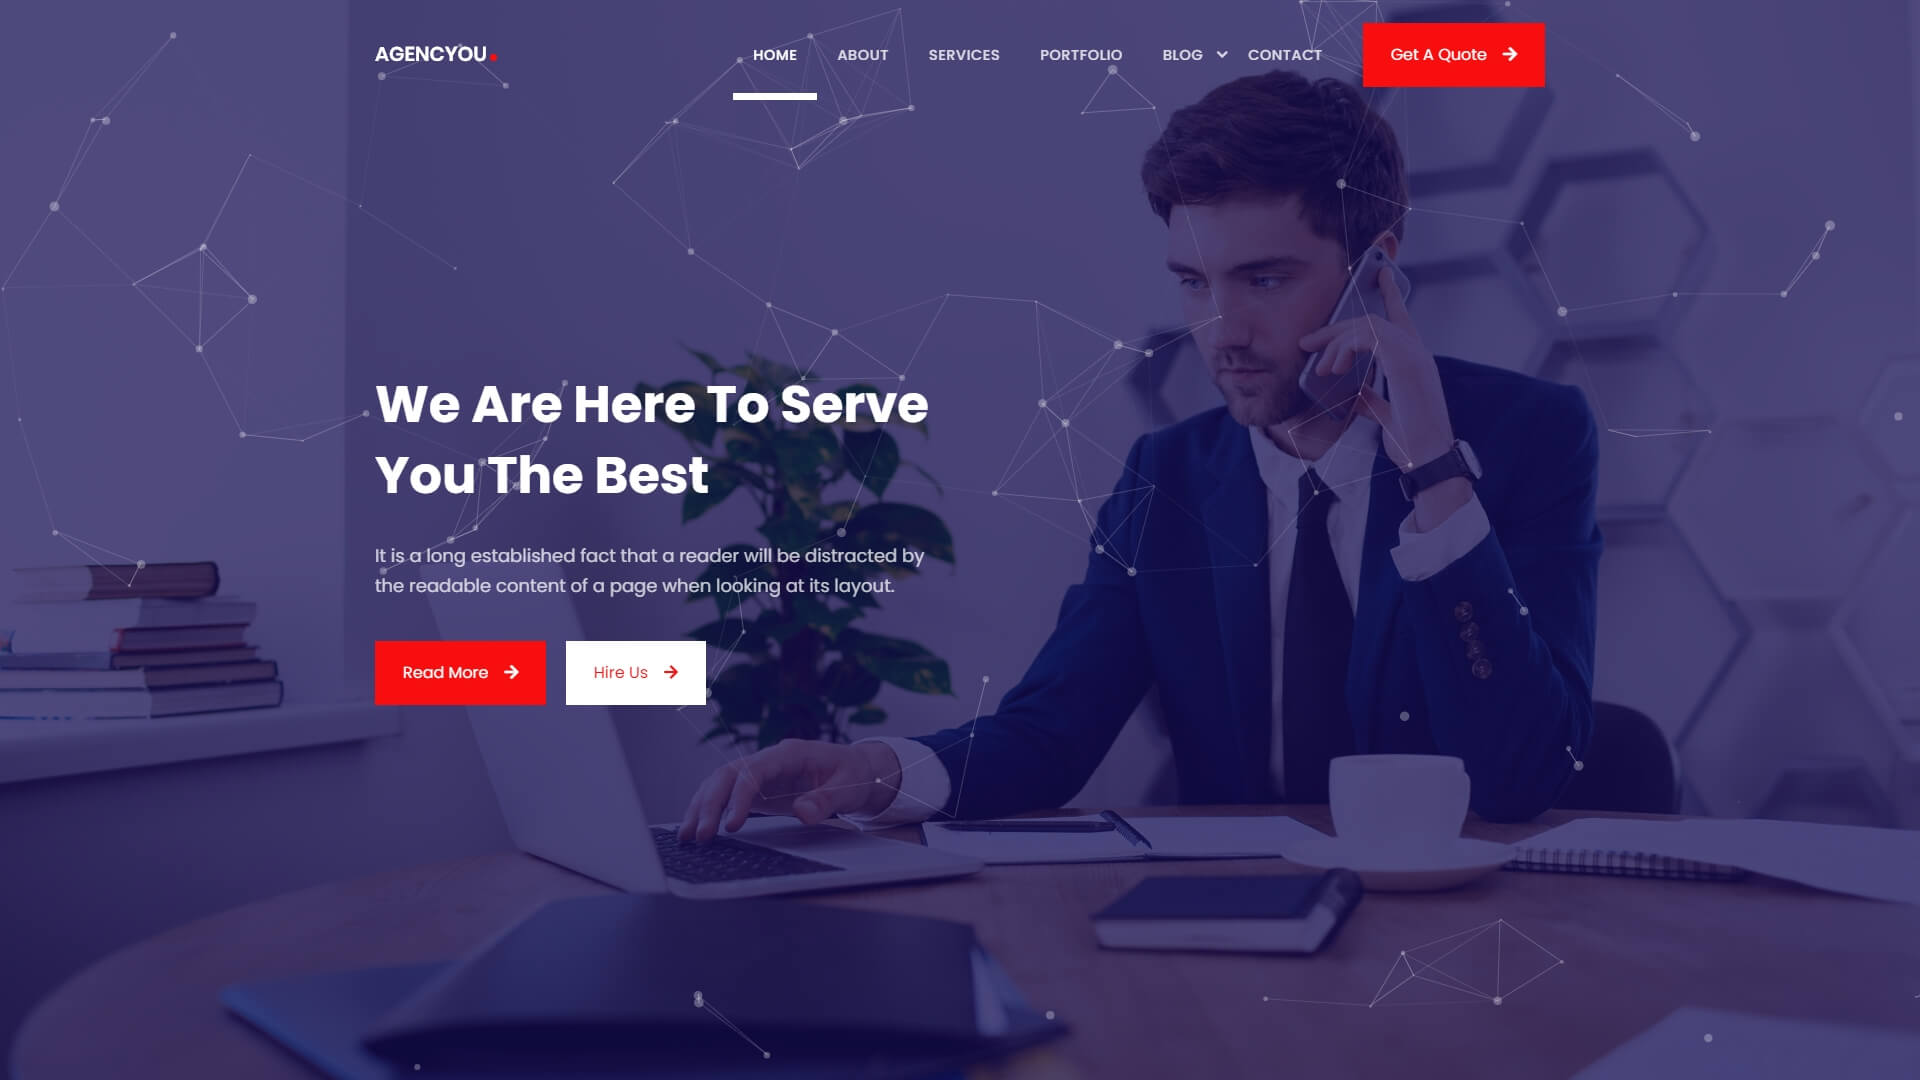 AGENCYOU.
HOME
ABOUT
SERVICES
PORTFOLIO
BLOG
CONTACT
Get A Quote
We Are Here To Serve
You The Best
It is a long established fact that a reader will be distracted by
the readable content of a page when looking at its layout.
Read More
Hire Us